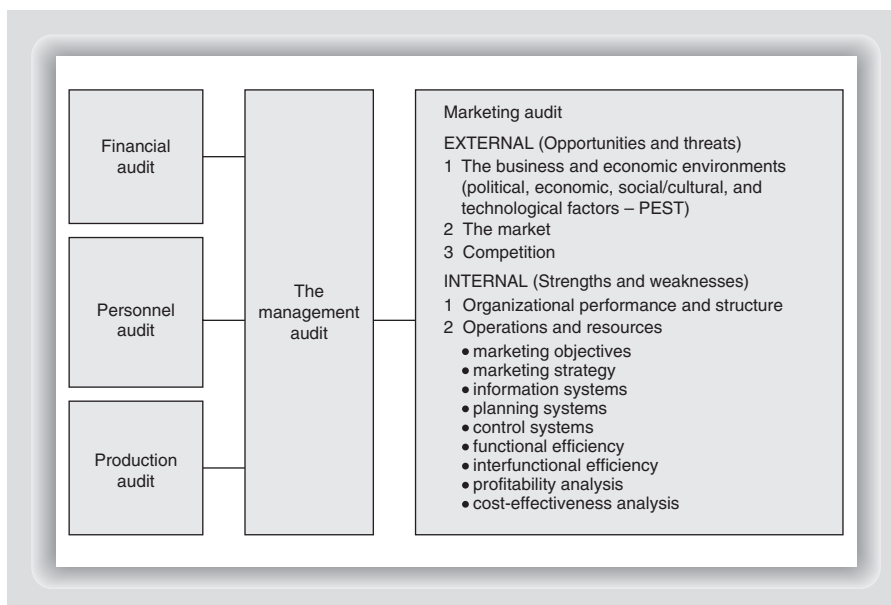 Financial
audit
Personnel
audit
Production
audit
The
management
audit
Marketing audit
EXTERNAL (Opportunities and threats)
1 The business and economic environments
(political, economic, social/cultural, and
technological factors – PEST)
2 The market
3 Competition
INTERNAL (Strengths and weaknesses)
1 Organizational performance and structure
2 Operations and resources
• marketing objectives
• marketing strategy
• information systems
• planning systems
• control systems
• functional efficiency
• interfunctional efficiency
• profitability analysis
• cost-effectiveness analysis